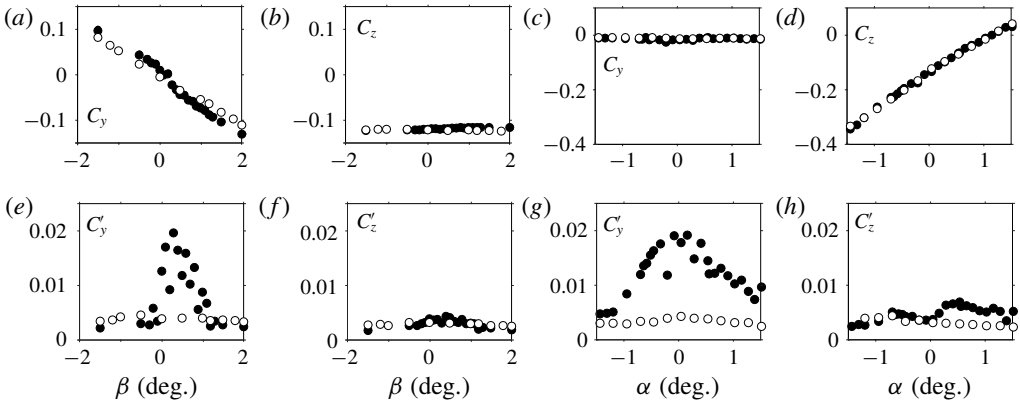 (a) (b) (c) (d)
0.1 0 −0.1 C_y −2 0 2
0.1 0 −0.1 C_z −2 0 2
0 −0.2 −0.4 C_y −1 0 1
0 −0.2 −0.4 C_z −1 0 1
(e) (f) (g) (h)
0.02 0.01 0 C′_y −2 0 2
0.02 0.01 0 C′_z −2 0 2
0.02 0.01 0 C′_y −1 0 1
0.02 0.01 0 C′_z −1 0 1
β (deg.) β (deg.) α (deg.) α (deg.)